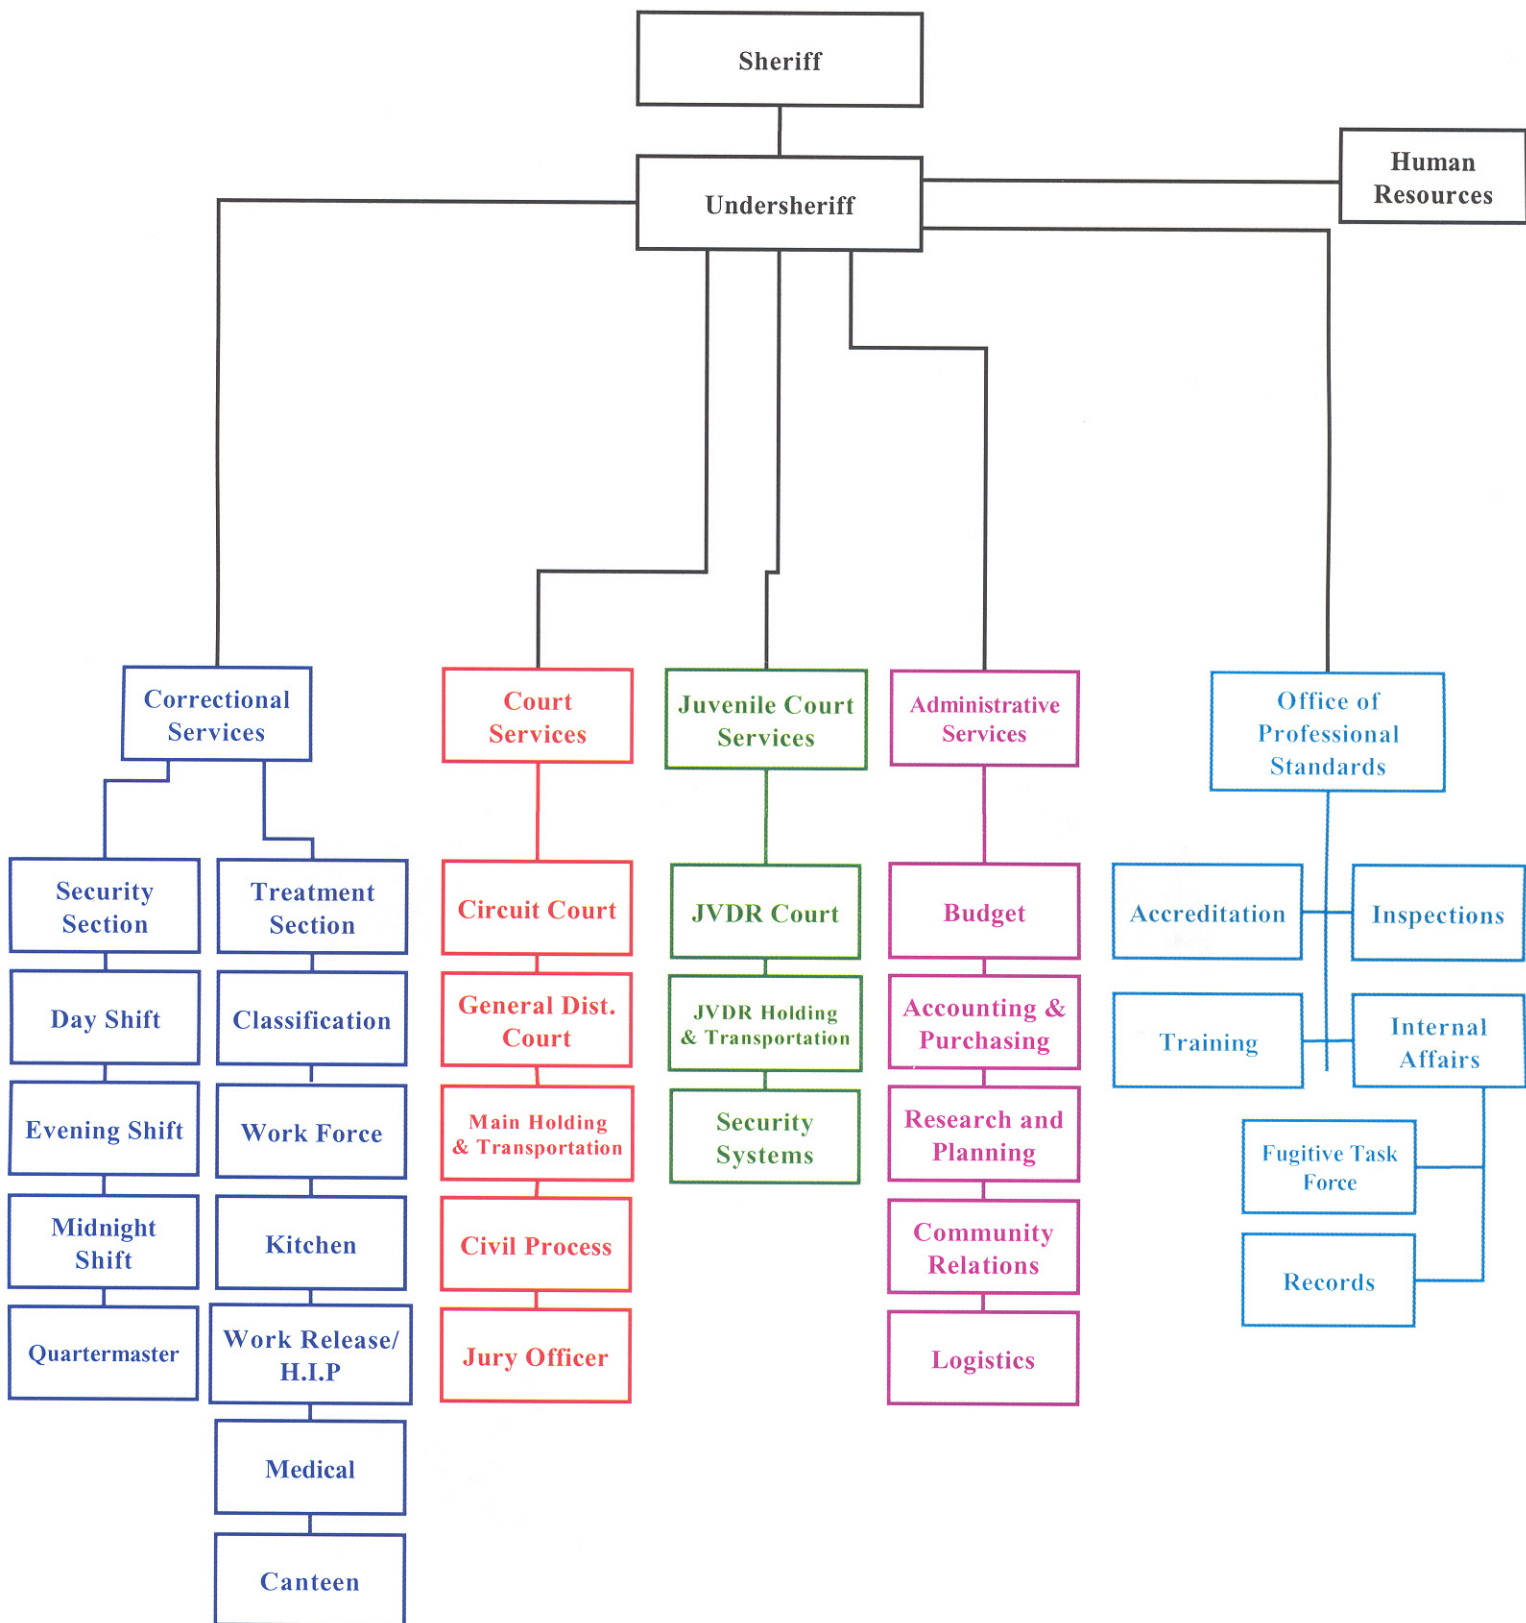 Sheriff
Human
Resources
Undersheriff
Correctional
Services
Court
Services
Juvenile Court
Services
Administrative
Services
Office of
Professional
Standards
Security
Section
Day Shift
Evening Shift
Midnight
Shift
Quartermaster
Treatment
Section
Classification
Work Force
Kitchen
Work Release/
H.I.P
Medical
Canteen
Circuit Court
General Dist.
Court
Main Holding
& Transportation
Civil Process
Jury Officer
JVDR Court
JVDR Holding
& Transportation
Security
Systems
Budget
Accounting &
Purchasing
Research and
Planning
Community
Relations
Logistics
Accreditation
Inspections
Training
Internal
Affairs
Fugitive Task
Force
Records